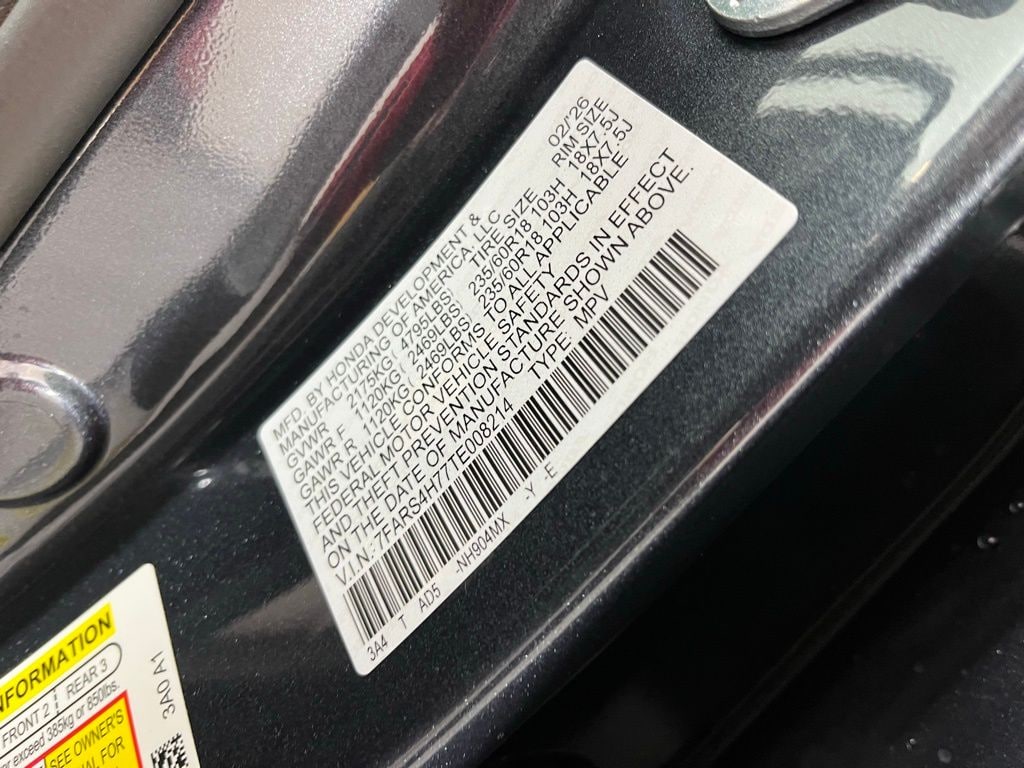 MFD. BY HONDA DEVELOPMENT & 02/'26
MANUFACTURING OF AMERICA, LLC
TIRE SIZE RIM SIZE
GVWR 2175KG( 4795LBS)
GAWR F 1120KG( 2469LBS) 235/60R18 103H 18X7.5J
GAWR R 1120KG( 2469LBS) 235/60R18 103H 18X7.5J
THIS VEHICLE CONFORMS TO ALL APPLICABLE
FEDERAL MOTOR VEHICLE SAFETY
AND THEFT PREVENTION STANDARDS IN EFFECT
ON THE DATE OF MANUFACTURE SHOWN ABOVE.
V.I.N:7FARS4H77TE008214 TYPE: MPV
3A4 T AD5 -NH904MX -Y E
NFORMATION
FRONT 2 REAR 3
exceed 385kg or 850lbs.
SEE OWNER'S
FOR
3A0 A1